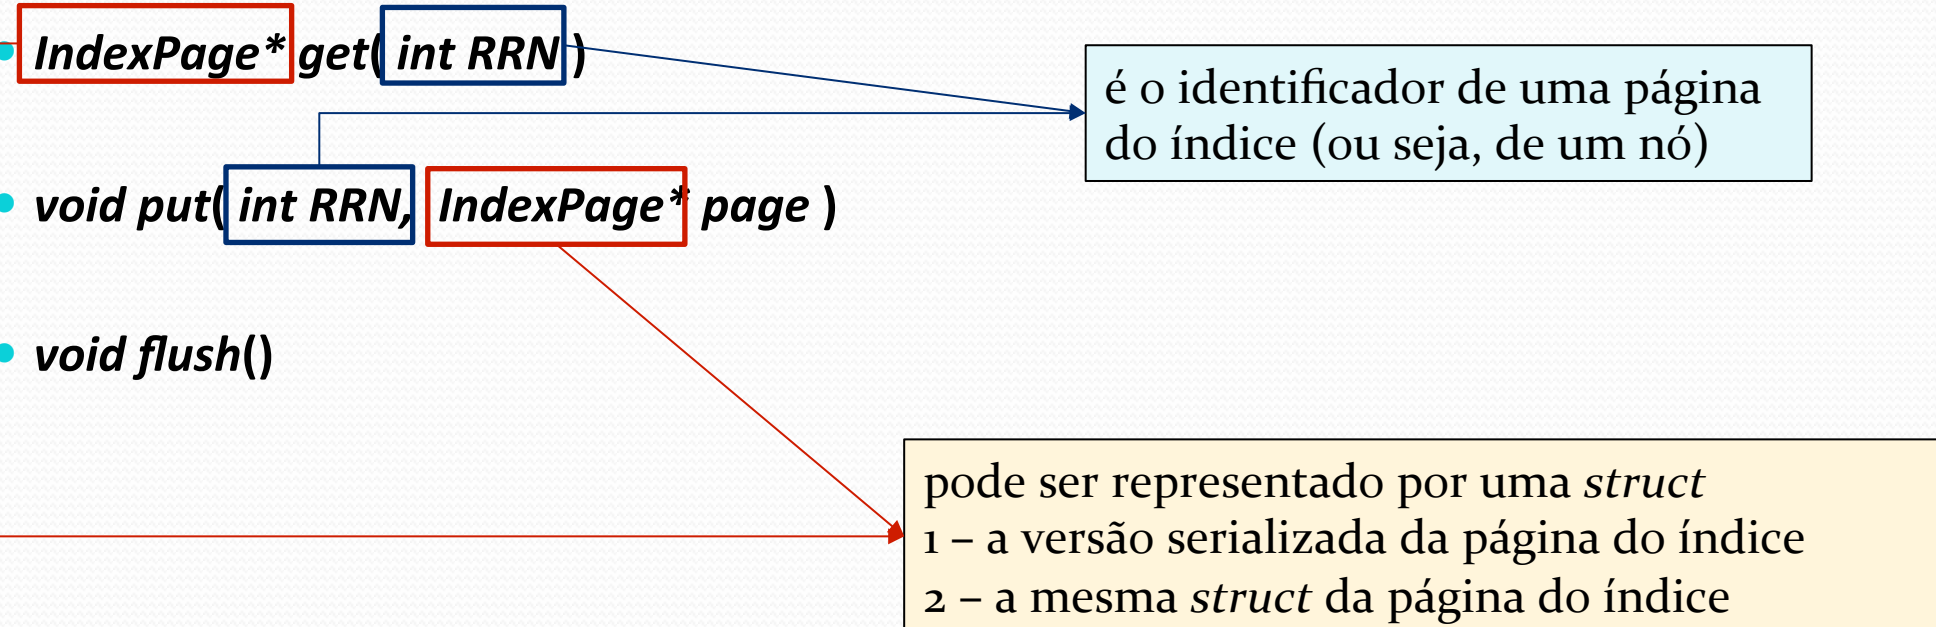 • IndexPage* get( int RRN )
é o identificador de uma página
do índice (ou seja, de um nó)
• void put( int RRN, IndexPage* page )
• void flush()
pode ser representado por uma struct
1 – a versão serializada da página do índice
2 – a mesma struct da página do índice